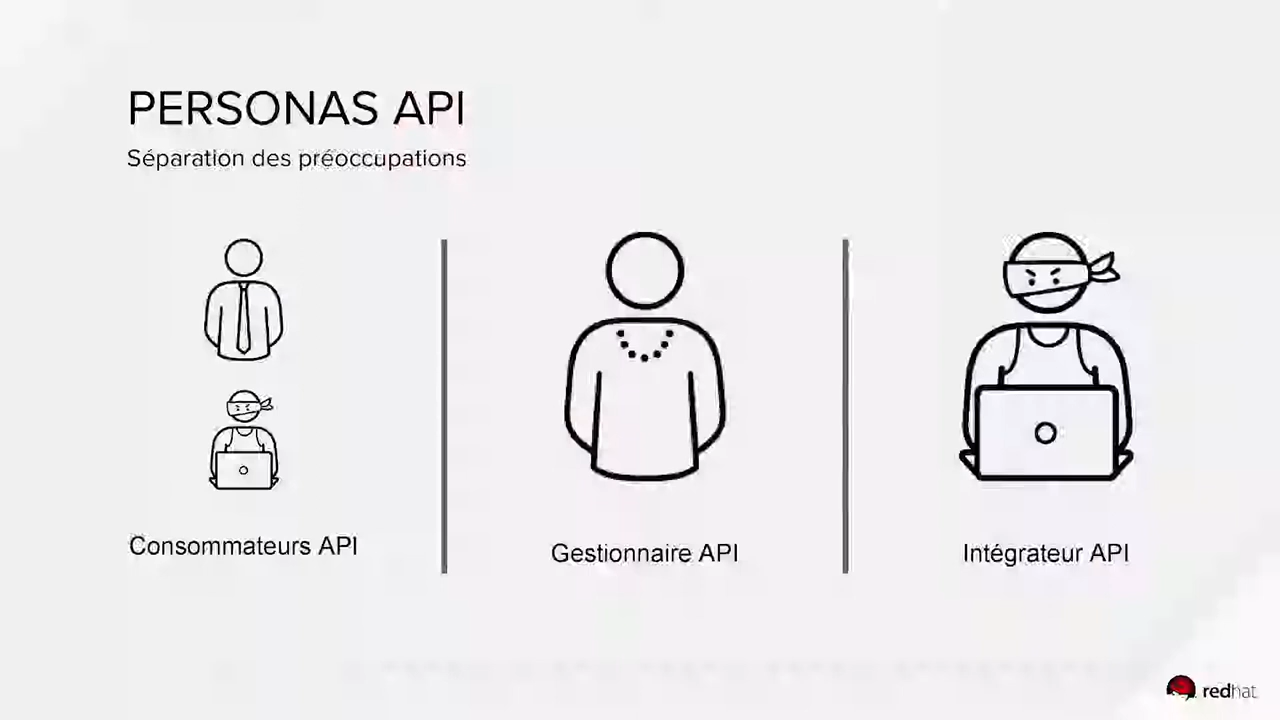 PERSONAS API
Séparation des préoccupations
Consommateurs API
Gestionnaire API
Intégrateur API
redhat